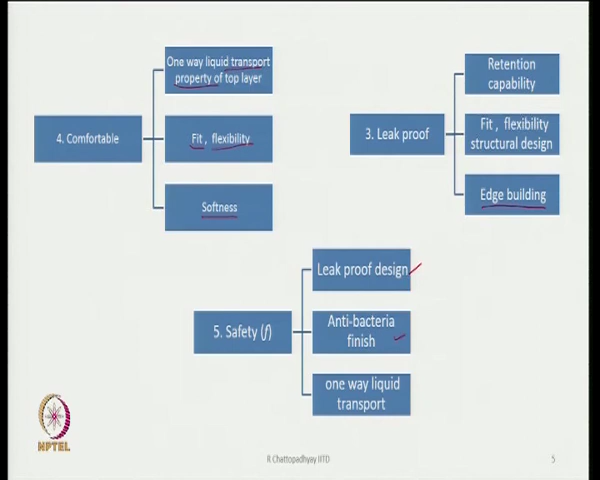 One way liquid transport
property of top layer
4. Comfortable
Fit , flexibility
Softness
Retention
capability
3. Leak proof
Fit , flexibility
structural design
Edge building
Leak proof design
5. Safety (f)
Anti-bacteria
finish
one way liquid
transport
NPTEL
R Chattopadhyay IITD
5